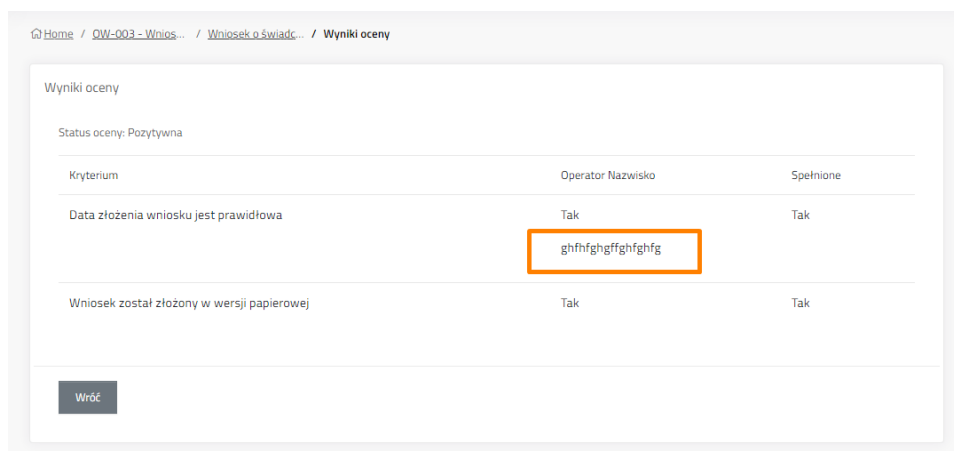 Home / OW-003 - Wnios... / Wniosek o świadc... / Wyniki oceny
Wyniki oceny
Status oceny: Pozytywna
Kryterium Operator Nazwisko Spełnione
Data złożenia wniosku jest prawidłowa Tak Tak
ghfhfghgffghfghfg
Wniosek został złożony w wersji papierowej Tak Tak
Wróć